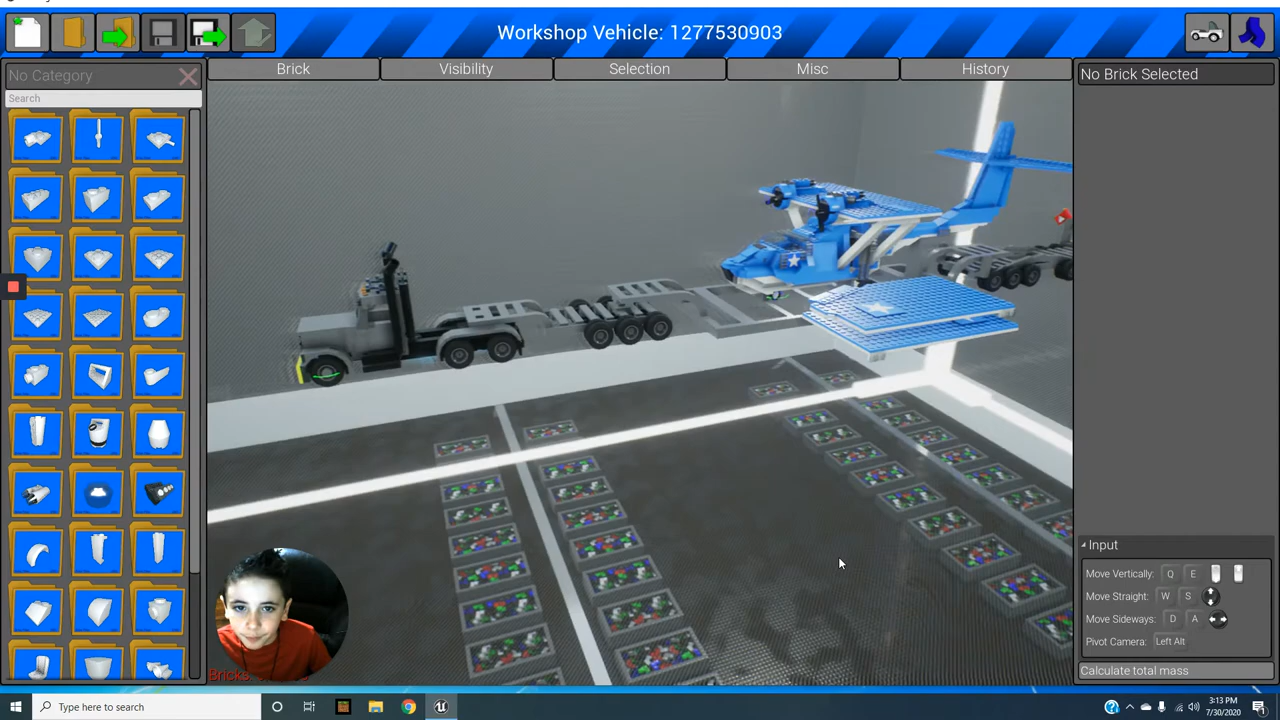 Workshop Vehicle: 1277530903
No Category
Search
Brick
Visibility
Selection
Misc
History
No Brick Selected
Input
Move Vertically: Q E
Move Straight: W S
Move Sideways: D A
Pivot Camera: Left Alt
Calculate total mass
Bricks
Type here to search
3:13 PM
7/30/2020